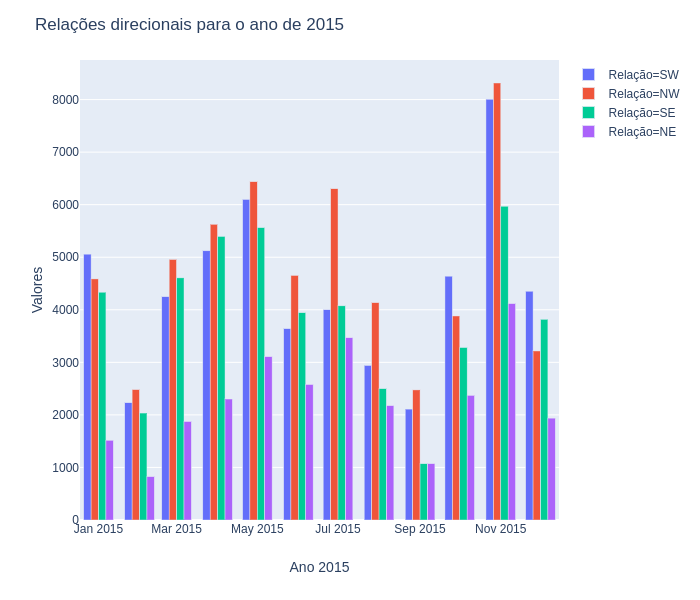 Relações direcionais para o ano de 2015
Relação=SW
Relação=NW
Relação=SE
Relação=NE
Valores
8000
7000
6000
5000
4000
3000
2000
1000
0
Jan 2015 Mar 2015 May 2015 Jul 2015 Sep 2015 Nov 2015
Ano 2015